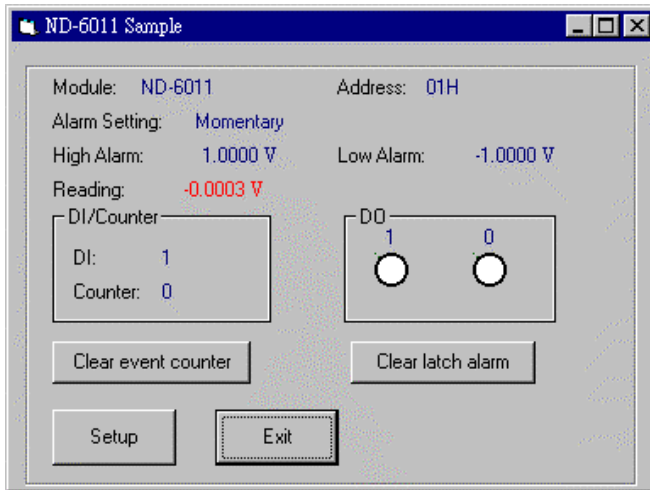 ND-6011 Sample
Module: ND-6011 Address: 01H
Alarm Setting: Momentary
High Alarm: 1.0000 V Low Alarm: -1.0000 V
Reading: -0.0003 V
DI/Counter
DI: 1
Counter: 0
DO
1 0
Clear event counter Clear latch alarm
Setup Exit